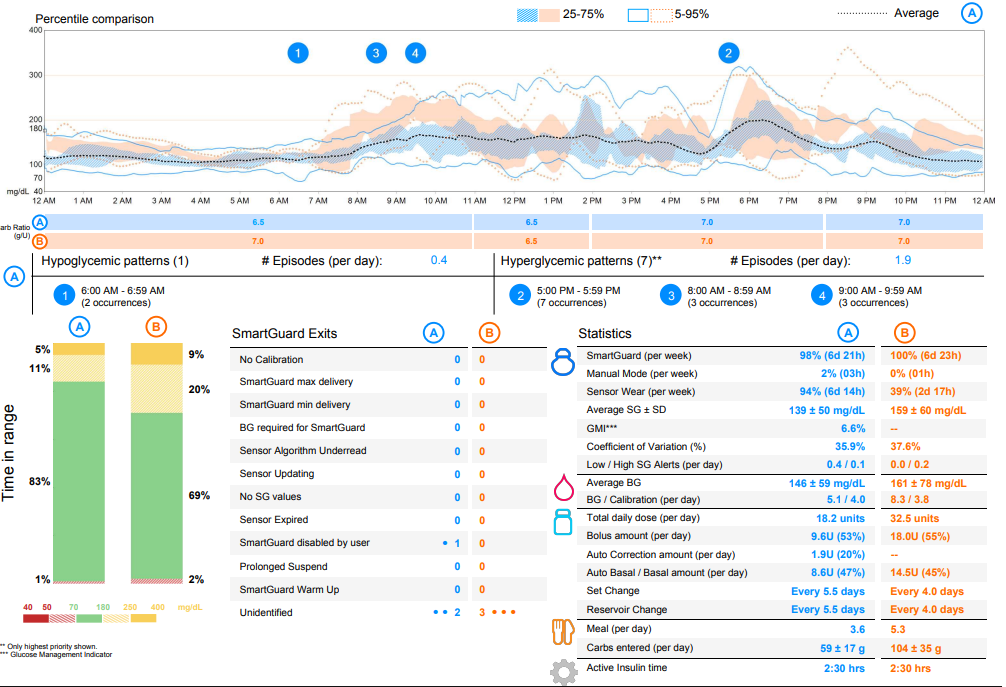 Percentile comparison
25-75%
5-95%
Average
A
400
300
200
180
100
70
mg/dL 40
1
3
4
2
12 AM 1 AM 2 AM 3 AM 4 AM 5 AM 6 AM 7 AM 8 AM 9 AM 10 AM 11 AM 12 PM 1 PM 2 PM 3 PM 4 PM 5 PM 6 PM 7 PM 8 PM 9 PM 10 PM 11 PM 12 AM
arb Ratio
(g/U)
A 6.5 6.5 7.0 7.0
B 7.0 6.5 7.0 7.0
A
Hypoglycemic patterns (1) # Episodes (per day): 0.4
1 6:00 AM - 6:59 AM
(2 occurrences)
Hyperglycemic patterns (7)** # Episodes (per day): 1.9
2 5:00 PM - 5:59 PM
(7 occurrences)
3 8:00 AM - 8:59 AM
(3 occurrences)
4 9:00 AM - 9:59 AM
(3 occurrences)
Time in range
A B
5% 9%
11% 20%
83% 69%
1% 2%
40 50 70 180 250 400 mg/dL
** Only highest priority shown.
*** Glucose Management Indicator
SmartGuard Exits A B
No Calibration 0 0
SmartGuard max delivery 0 0
SmartGuard min delivery 0 0
BG required for SmartGuard 0 0
Sensor Algorithm Underread 0 0
Sensor Updating 0 0
No SG values 0 0
Sensor Expired 0 0
SmartGuard disabled by user 1 0
Prolonged Suspend 0 0
SmartGuard Warm Up 0 0
Unidentified 2 3
Statistics A B
SmartGuard (per week) 98% (6d 21h) 100% (6d 23h)
Manual Mode (per week) 2% (03h) 0% (01h)
Sensor Wear (per week) 94% (6d 14h) 39% (2d 17h)
Average SG ± SD 139 ± 50 mg/dL 159 ± 60 mg/dL
GMI*** 6.6% --
Coefficient of Variation (%) 35.9% 37.6%
Low / High SG Alerts (per day) 0.4 / 0.1 0.0 / 0.2
Average BG 146 ± 59 mg/dL 161 ± 78 mg/dL
BG / Calibration (per day) 5.1 / 4.0 8.3 / 3.8
Total daily dose (per day) 18.2 units 32.5 units
Bolus amount (per day) 9.6U (53%) 18.0U (55%)
Auto Correction amount (per day) 1.9U (20%) --
Auto Basal / Basal amount (per day) 8.6U (47%) 14.5U (45%)
Set Change Every 5.5 days Every 4.0 days
Reservoir Change Every 5.5 days Every 4.0 days
Meal (per day) 3.6 5.3
Carbs entered (per day) 59 ± 17 g 104 ± 35 g
Active Insulin time 2:30 hrs 2:30 hrs